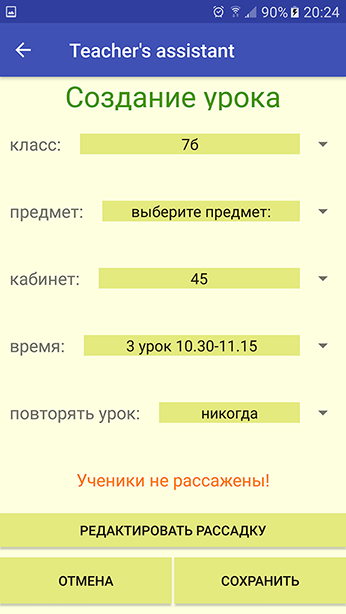 90% 20:24
Teacher's assistant
Создание урока
класс: 7б
предмет: выберите предмет:
кабинет: 45
время: 3 урок 10.30-11.15
повторять урок: никогда
Ученики не рассажены!
РЕДАКТИРОВАТЬ РАССАДКУ
ОТМЕНА СОХРАНИТЬ